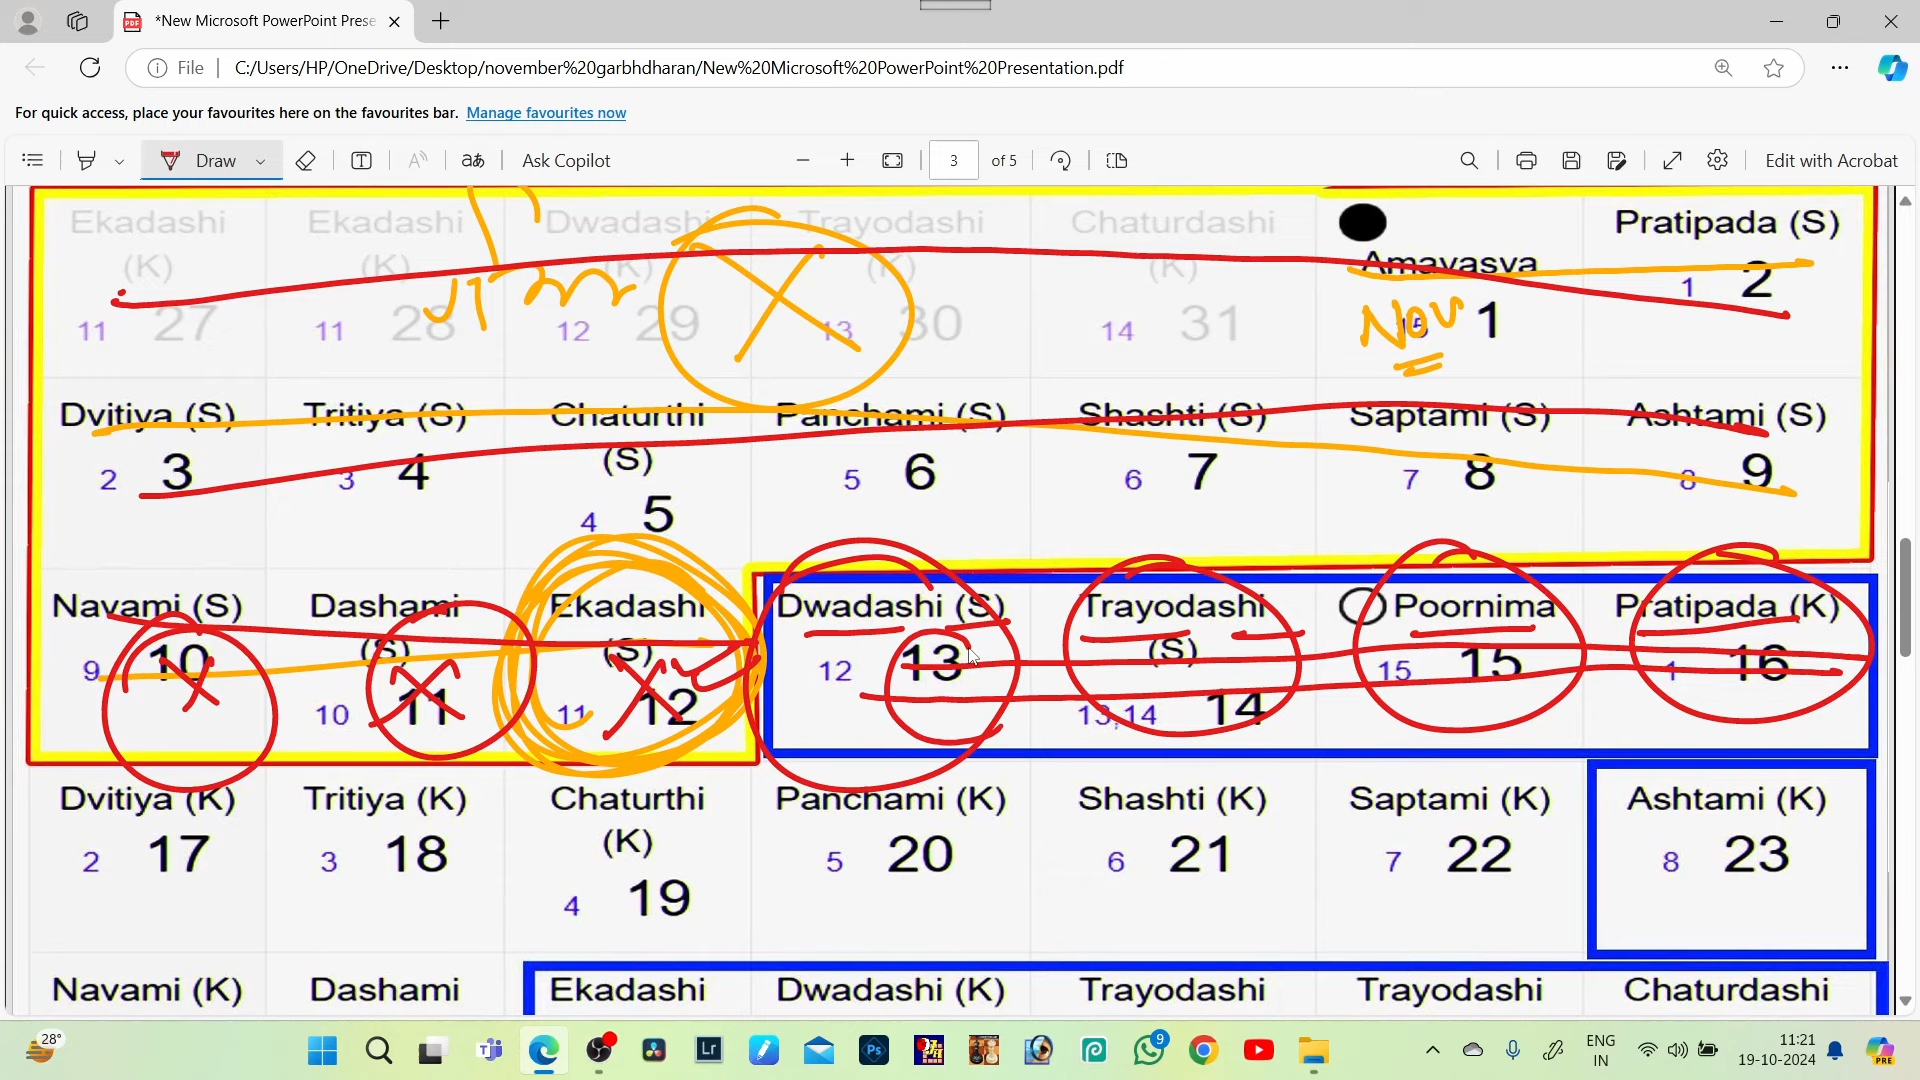 *New Microsoft PowerPoint Prese
File
C:/Users/HP/OneDrive/Desktop/november%20garbhdharan/New%20Microsoft%20PowerPoint%20Presentation.pdf
For quick access, place your favourites here on the favourites bar. Manage favourites now
Draw
T
A
aあ
Ask Copilot
3 of 5
Edit with Acrobat
Ekadashi Ekadashi Dwadashi Trayodashi Chaturdashi Pratipada (S)
(K) (K) (K) (K) (K) Amavasya
11 27 11 28 12 29 13 30 14 31 15 1 1 2
Nov
Dvitiya (S) Tritiya (S) Chaturthi Panchami (S) Shashti (S) Saptami (S) Ashtami (S)
(S)
2 3 3 4 4 5 5 6 6 7 7 8 8 9
Navami (S) Dashami Ekadashi Dwadashi (S) Trayodashi Poornima Pratipada (K)
(S) (S) (S)
9 10 10 11 11 12 12 13 13,14 14 15 15 1 16
Dvitiya (K) Tritiya (K) Chaturthi Panchami (K) Shashti (K) Saptami (K) Ashtami (K)
(K)
2 17 3 18 4 19 5 20 6 21 7 22 8 23
Navami (K) Dashami Ekadashi Dwadashi (K) Trayodashi Trayodashi Chaturdashi
28°
Lr
Ps
9
ENG
IN
11:21
19-10-2024
PRE